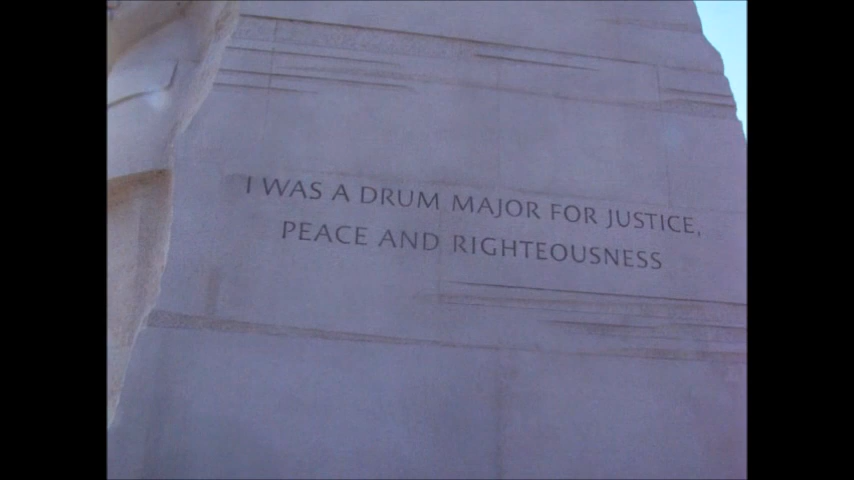 I WAS A DRUM MAJOR FOR JUSTICE,
PEACE AND RIGHTEOUSNESS